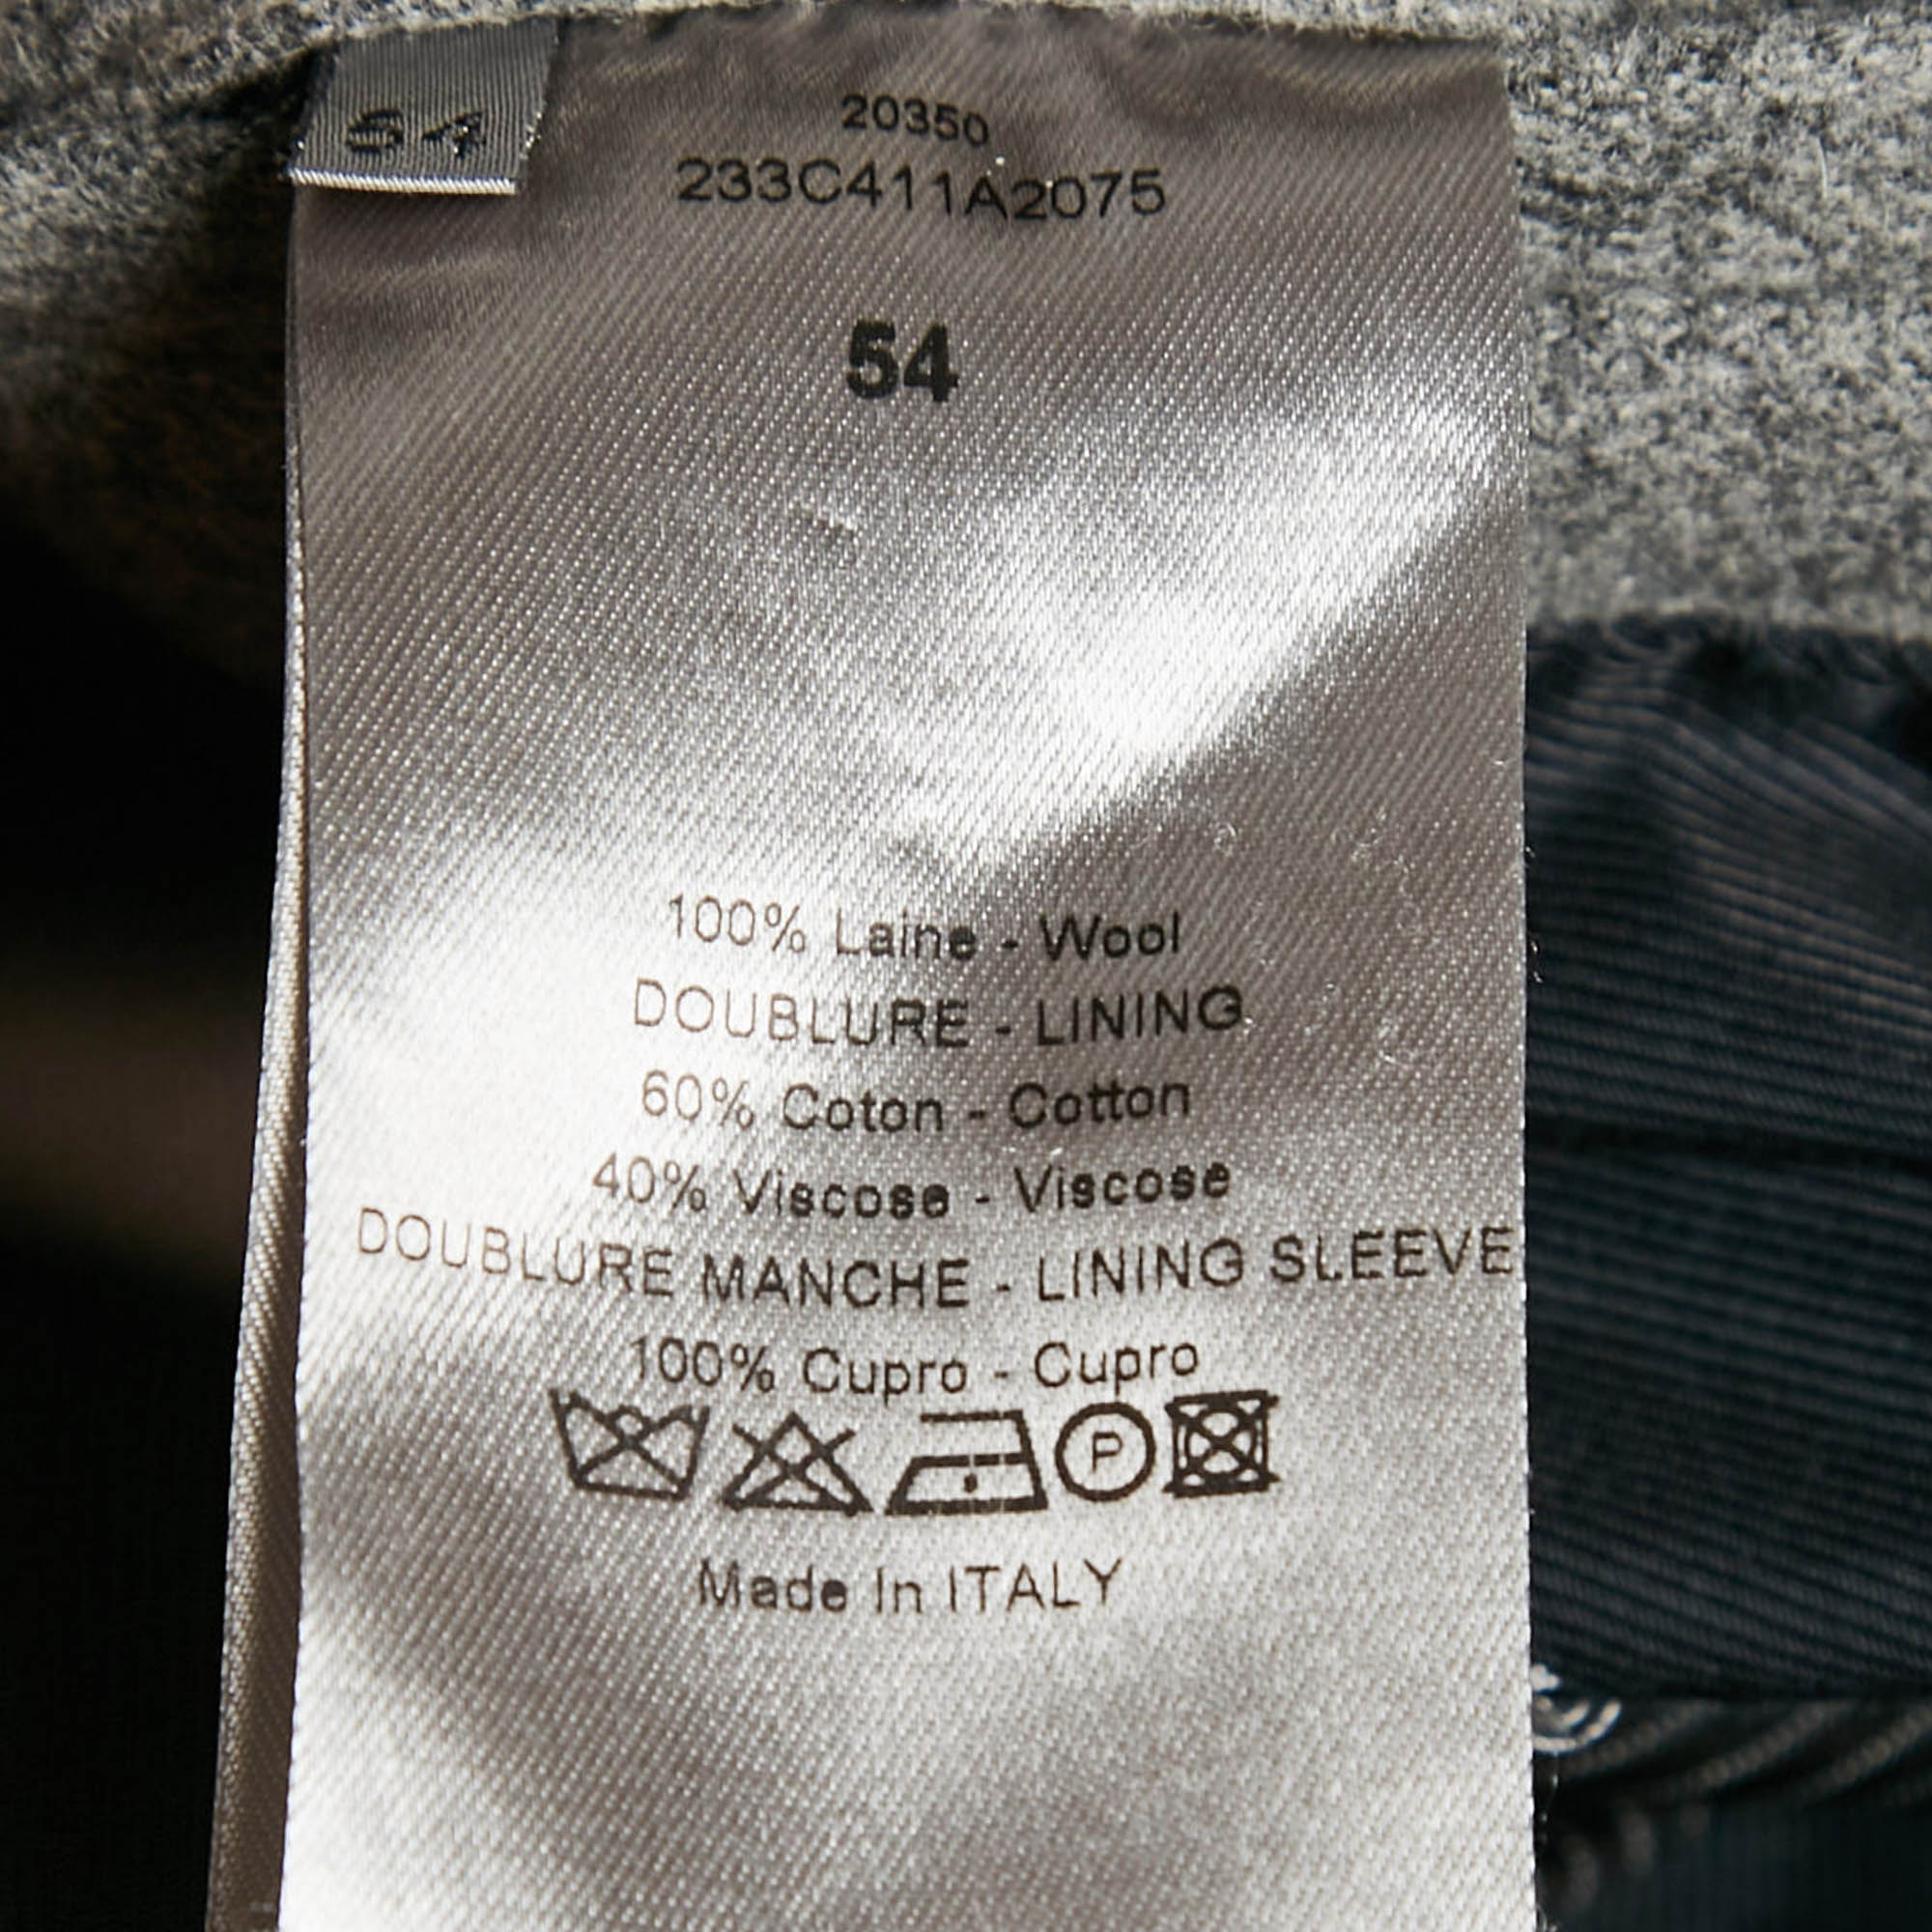 54
20350
233C411A2075
54
100% Laine - Wool
DOUBLURE - LINING
60% Coton - Cotton
40% Viscose - Viscose
DOUBLURE MANCHE - LINING SLEEVE
100% Cupro - Cupro
P
Made In ITALY